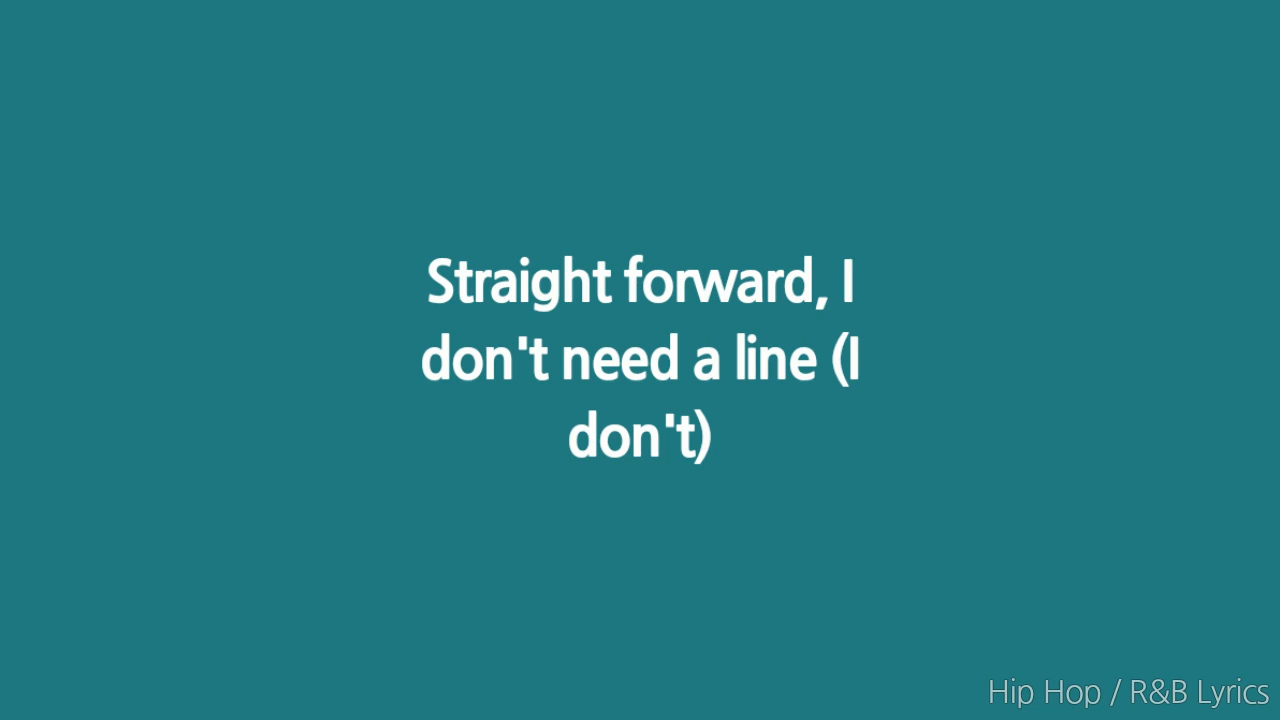 Straight forward, I
don't need a line (I
don't)
Hip Hop / R&B Lyrics